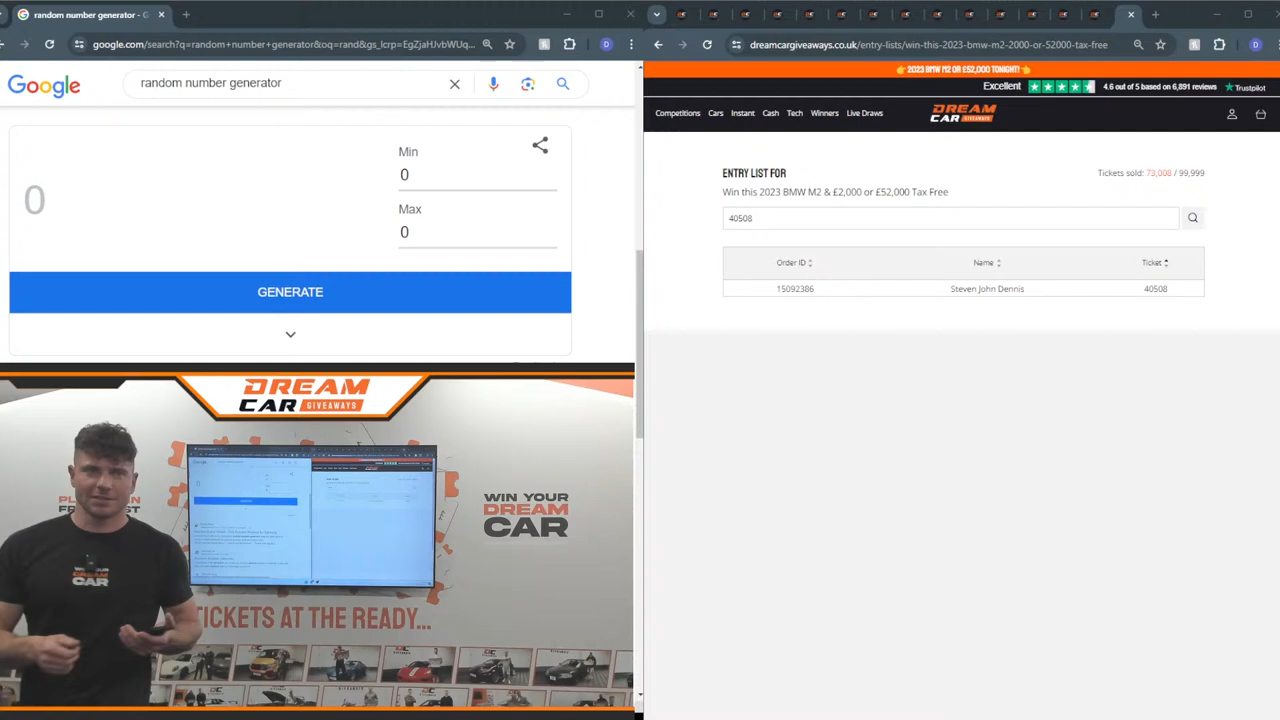 random number generator - G
google.com/search?q=random+number+generator&oq=rand&gs_lcrp=EgZjaHJvbWUq...
D
Google
random number generator
Min
0
0
Max
0
GENERATE
DREAM
CAR GIVEAWAYS
WIN YOUR
DREAM
CAR
DREAM
CAR
TICKETS AT THE READY...
dreamcargiveaways.co.uk/entry-lists/win-this-2023-bmw-m2-2000-or-52000-tax-free
D
👉 2023 BMW M2 OR £52,000 TONIGHT! 👈
Excellent 4.6 out of 5 based on 6,891 reviews Trustpilot
Competitions Cars Instant Cash Tech Winners Live Draws
DREAM
CAR GIVEAWAYS
ENTRY LIST FOR
Tickets sold: 73,008 / 99,999
Win this 2023 BMW M2 & £2,000 or £52,000 Tax Free
40508
Order ID Name Ticket
15092386 Steven John Dennis 40508